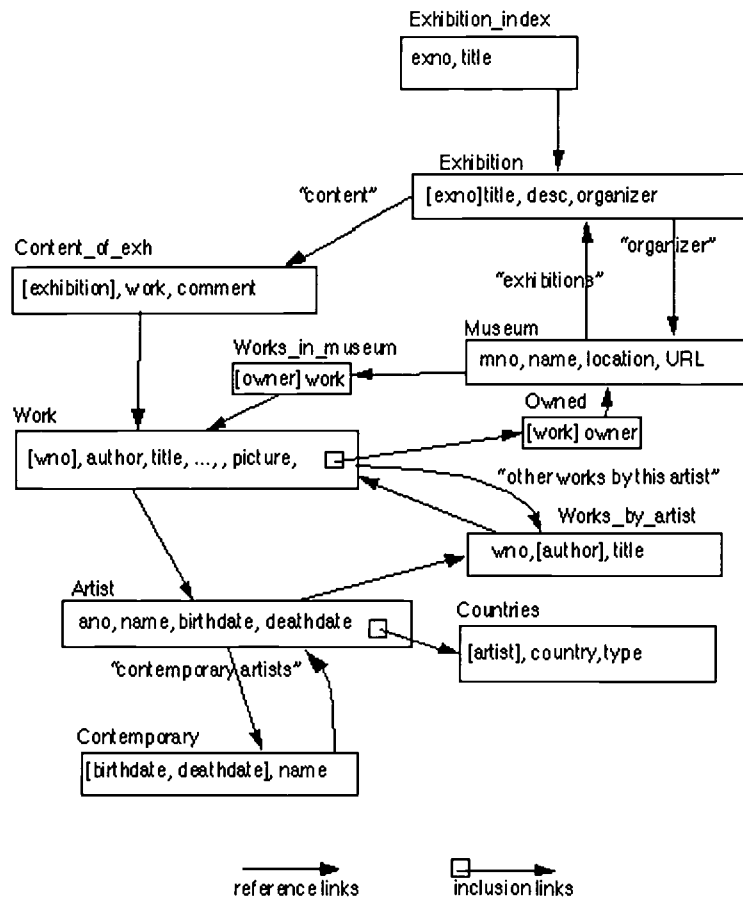 Exhibition_index
exno, title
Exhibition
[exno]title, desc, organizer
"content"
"organizer"
"exhibitions"
Content_of_exh
[exhibition], work, comment
Museum
mno, name, location, URL
Works_in_museum
[owner] work
Owned
[work] owner
Work
[wno], author, title, ..., , picture,
"other works by this artist"
Works_by_artist
wno,[author], title
Artist
ano, name, birthdate, deathdate
Countries
[artist], country,type
"contemporary artists"
Contemporary
[birthdate, deathdate], name
reference links
inclusion links